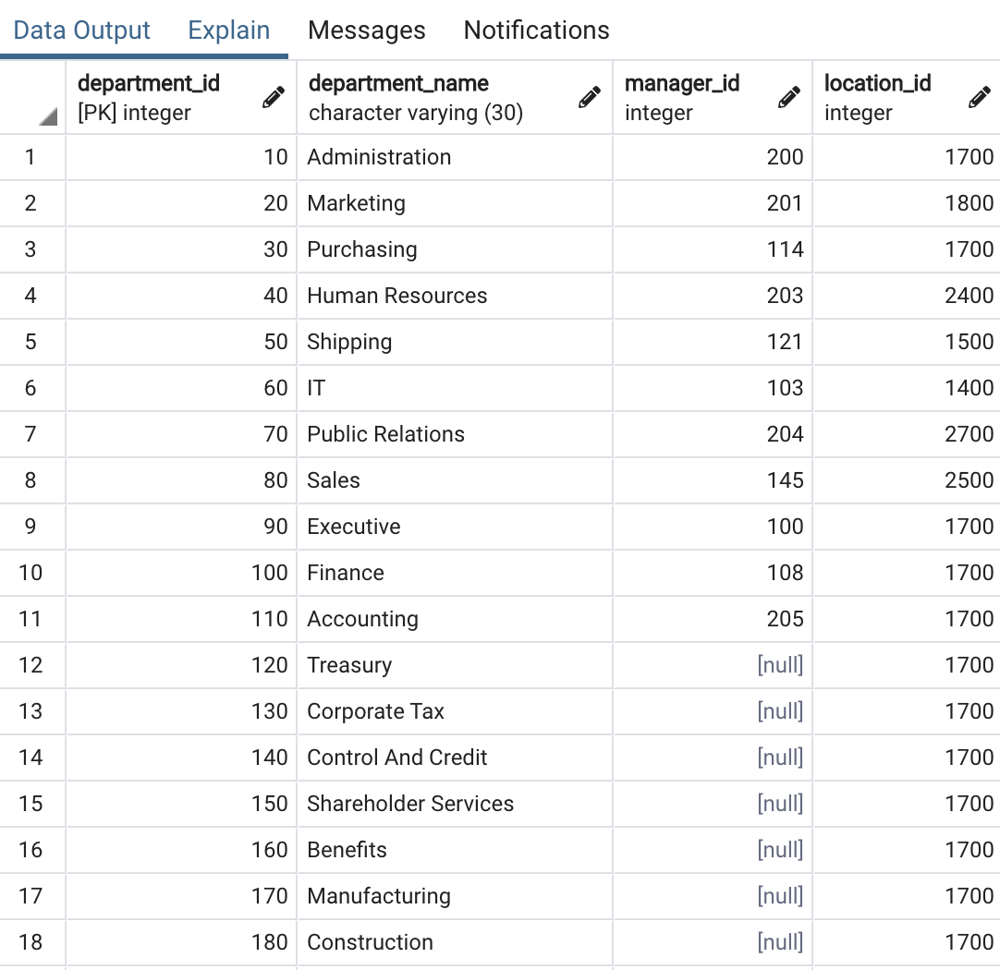 Data Output Explain Messages Notifications
department_id department_name manager_id location_id
[PK] integer character varying (30) integer integer
1 10 Administration 200 1700
2 20 Marketing 201 1800
3 30 Purchasing 114 1700
4 40 Human Resources 203 2400
5 50 Shipping 121 1500
6 60 IT 103 1400
7 70 Public Relations 204 2700
8 80 Sales 145 2500
9 90 Executive 100 1700
10 100 Finance 108 1700
11 110 Accounting 205 1700
12 120 Treasury [null] 1700
13 130 Corporate Tax [null] 1700
14 140 Control And Credit [null] 1700
15 150 Shareholder Services [null] 1700
16 160 Benefits [null] 1700
17 170 Manufacturing [null] 1700
18 180 Construction [null] 1700